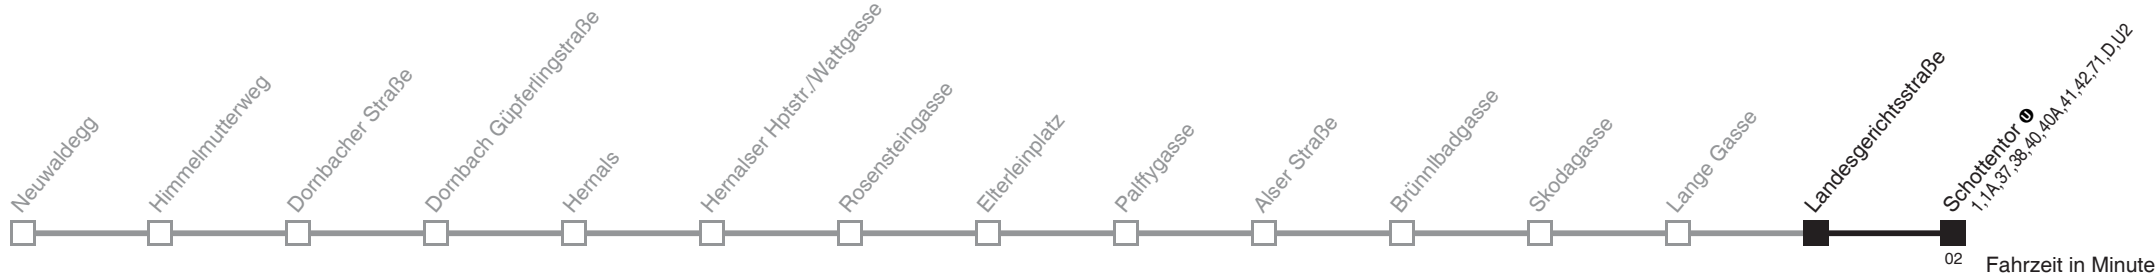 Neuwaldegg
Himmelmutterweg
Dornbacher Straße
Dornbach Güpferlingstraße
Hernals
Hernalser Hptstr./Wattgasse
Rosensteingasse
Elterleinplatz
Palffygasse
Alser Straße
Brünnlbadgasse
Skodagasse
Lange Gasse
Landesgerichtsstraße
Schottentor U
1,1A,37,38,40,40A,41,42,71,D,U2
02
Fahrzeit in Minute